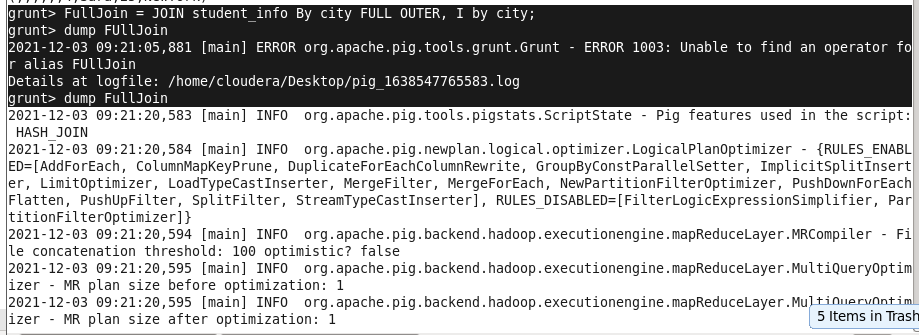 grunt> FullJoin = JOIN student_info By city FULL OUTER, I by city;
grunt> dump FUllJoin
2021-12-03 09:21:05,881 [main] ERROR org.apache.pig.tools.grunt.Grunt - ERROR 1003: Unable to find an operator fo
r alias FUllJoin
Details at logfile: /home/cloudera/Desktop/pig_1638547765583.log
grunt> dump FullJoin
2021-12-03 09:21:20,583 [main] INFO  org.apache.pig.tools.pigstats.ScriptState - Pig features used in the script:
 HASH_JOIN
2021-12-03 09:21:20,584 [main] INFO  org.apache.pig.newplan.logical.optimizer.LogicalPlanOptimizer - {RULES_ENABL
ED=[AddForEach, ColumnMapKeyPrune, DuplicateForEachColumnRewrite, GroupByConstParallelSetter, ImplicitSplitInsert
er, LimitOptimizer, LoadTypeCastInserter, MergeFilter, MergeForEach, NewPartitionFilterOptimizer, PushDownForEach
Flatten, PushUpFilter, SplitFilter, StreamTypeCastInserter], RULES_DISABLED=[FilterLogicExpressionSimplifier, Par
titionFilterOptimizer]}
2021-12-03 09:21:20,594 [main] INFO  org.apache.pig.backend.hadoop.executionengine.mapReduceLayer.MRCompiler - Fi
le concatenation threshold: 100 optimistic? false
2021-12-03 09:21:20,595 [main] INFO  org.apache.pig.backend.hadoop.executionengine.mapReduceLayer.MultiQueryOptim
izer - MR plan size before optimization: 1
2021-12-03 09:21:20,595 [main] INFO  org.apache.pig.backend.hadoop.executionengine.mapReduceLayer.MultiQueryOptim
izer - MR plan size after optimization: 1
5 Items in Trash